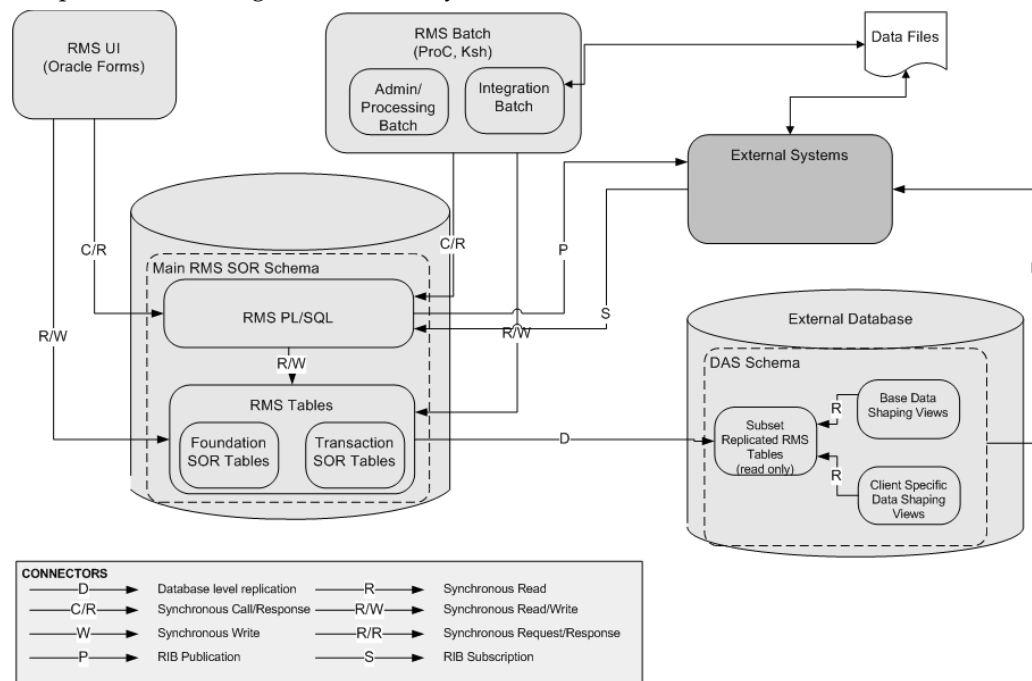 RMS UI
(Oracle Forms)
RMS Batch
(ProC, Ksh)
Admin/
Processing
Batch
Integration
Batch
Data Files
External Systems
C/R
P
C/R
S
R/W
R/W
Main RMS SOR Schema
RMS PL/SQL
R/W
RMS Tables
Foundation
SOR Tables
Transaction
SOR Tables
D
External Database
DAS Schema
Subset
Replicated RMS
Tables
(read only)
R
Base Data
Shaping Views
R
Client Specific
Data Shaping
Views
CONNECTORS
D Database level replication R Synchronous Read
C/R Synchronous Call/Response R/W Synchronous Read/Write
W Synchronous Write R/R Synchronous Request/Response
P RIB Publication S RIB Subscription